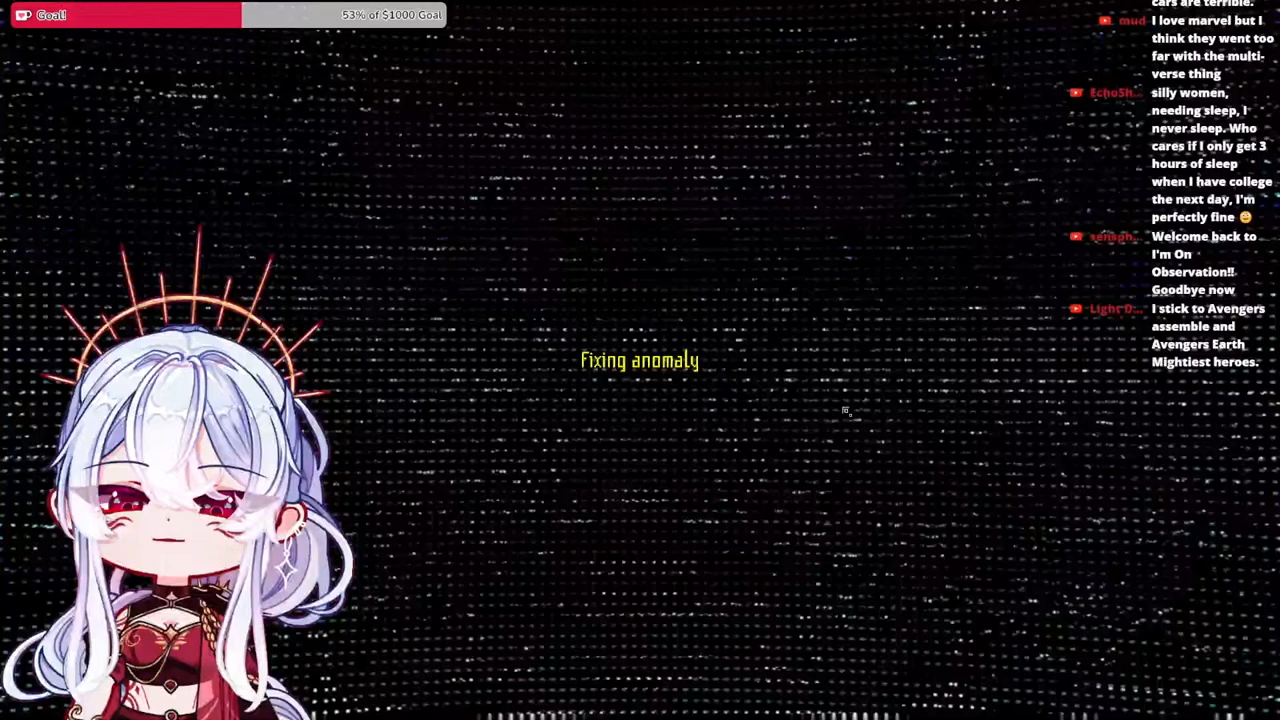 Goal!
53% of $1000 Goal
cars are terrible.
mud I love marvel but I
think they went too
far with the multi-
verse thing
EchoSh... silly women,
needing sleep, I
never sleep. Who
cares if I only get 3
hours of sleep
when I have college
the next day, I'm
perfectly fine 😄
sensph... Welcome back to
I'm On
Observation!!
Goodbye now
Light D... I stick to Avengers
assemble and
Avengers Earth
Mightiest heroes.
Fixing anomaly